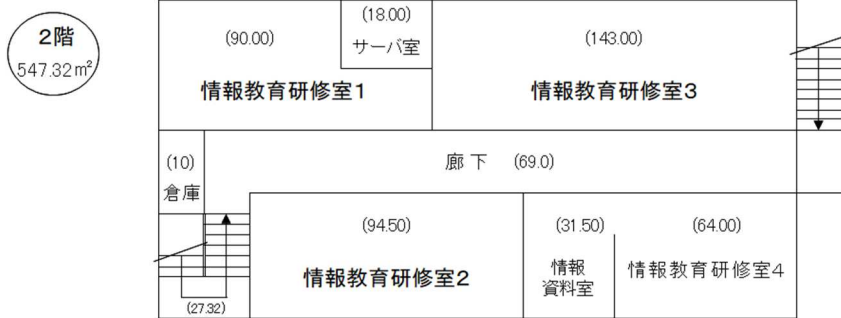 2階
547.32㎡
(90.00)
(18.00)
サーバ室
情報教育研修室1
(143.00)
情報教育研修室3
(10)
倉庫
廊下 (69.0)
(94.50)
情報教育研修室2
(31.50)
情報
資料室
(64.00)
情報教育研修室4
(27.32)